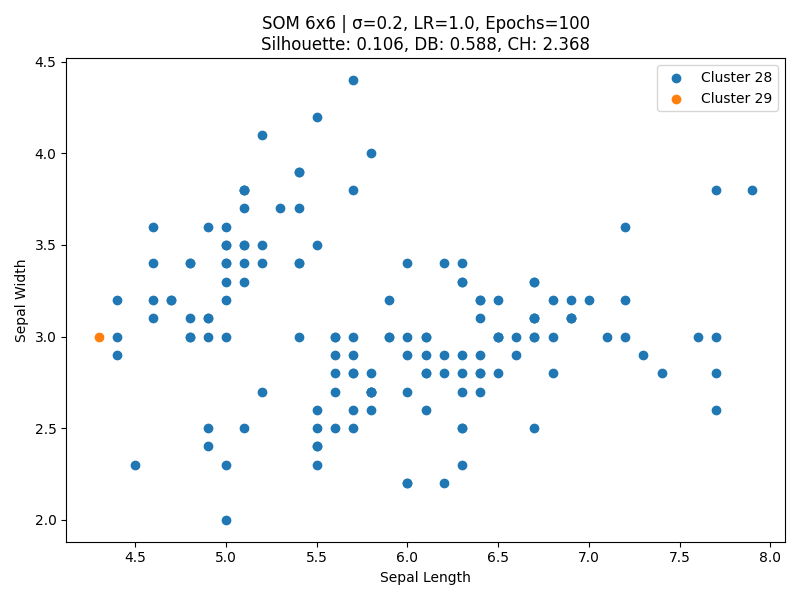 SOM 6x6 | σ=0.2, LR=1.0, Epochs=100
Silhouette: 0.106, DB: 0.588, CH: 2.368
Cluster 28
Cluster 29
4.5
4.0
3.5
3.0
2.5
2.0
Sepal Width
4.5 5.0 5.5 6.0 6.5 7.0 7.5 8.0
Sepal Length